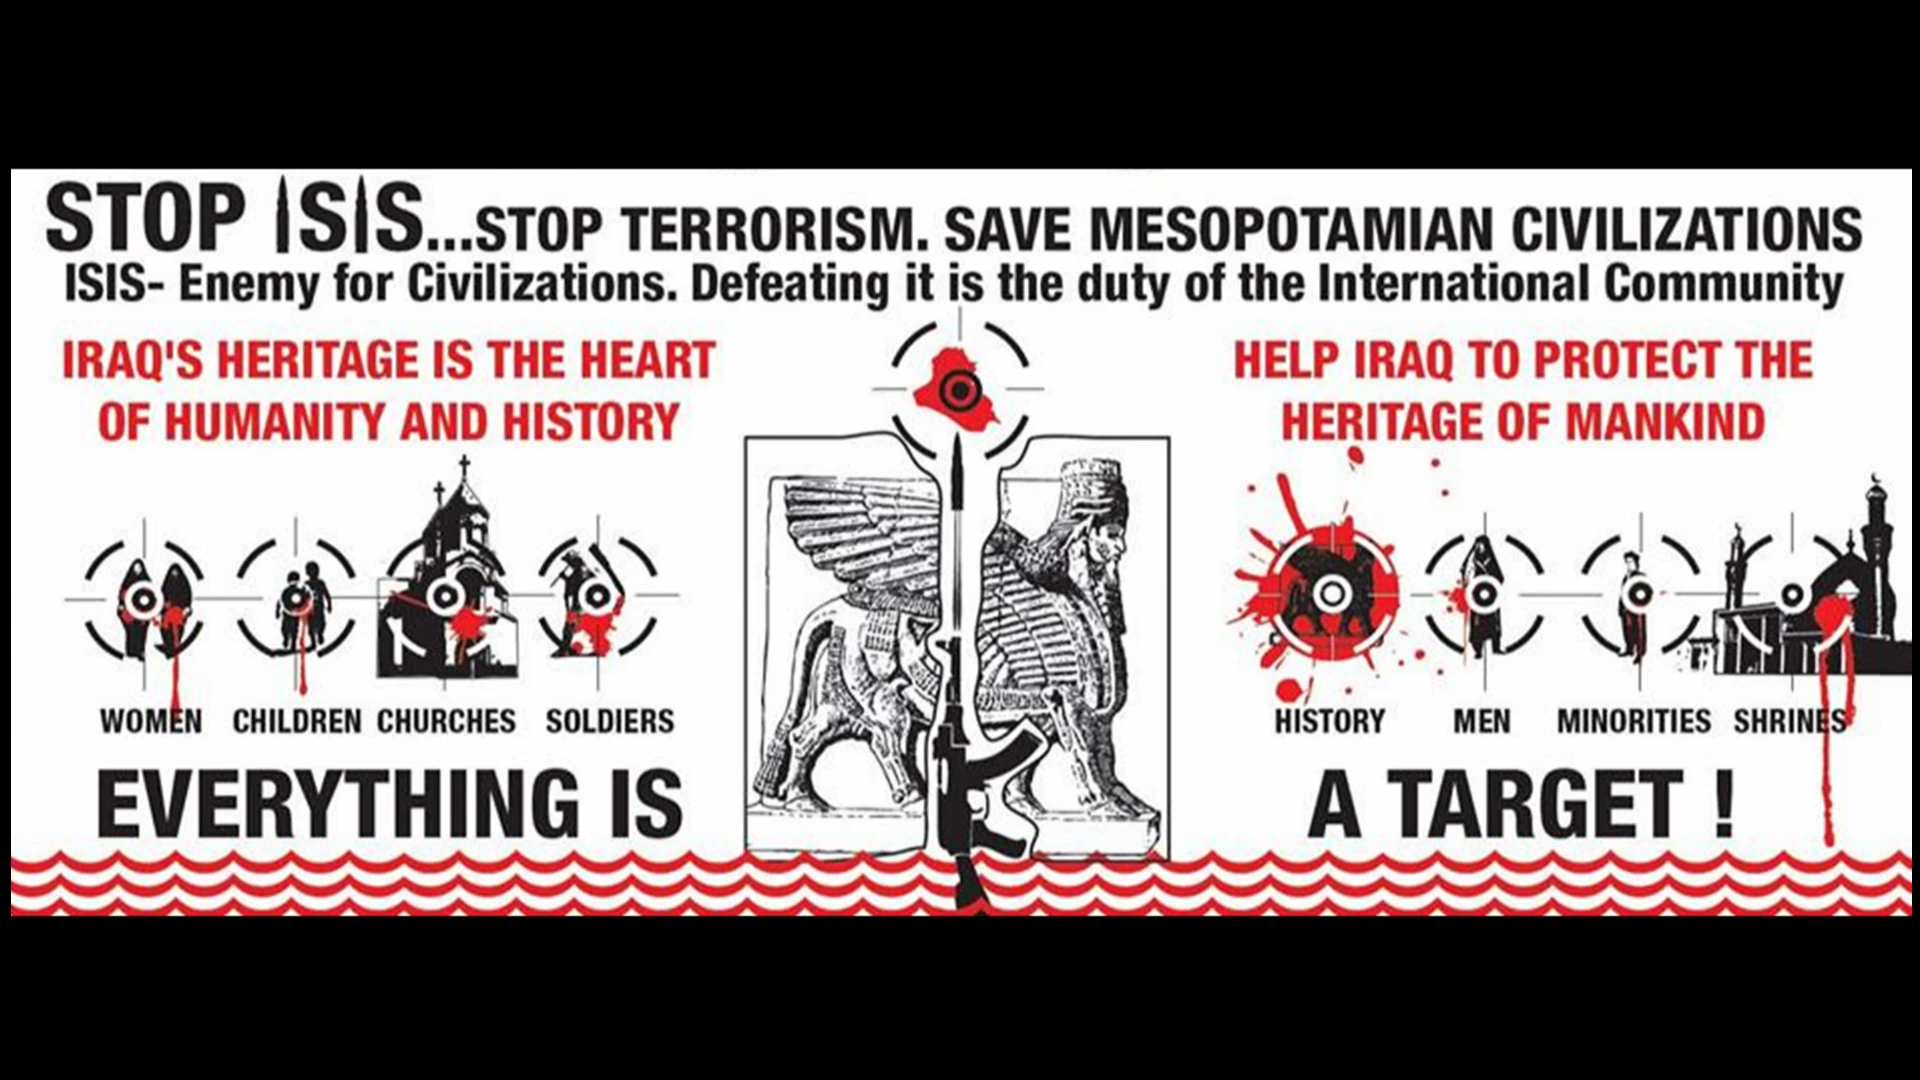 STOP ISIS...STOP TERRORISM. SAVE MESOPOTAMIAN CIVILIZATIONS
ISIS- Enemy for Civilizations. Defeating it is the duty of the International Community
IRAQ'S HERITAGE IS THE HEART
OF HUMANITY AND HISTORY
HELP IRAQ TO PROTECT THE
HERITAGE OF MANKIND
WOMEN CHILDREN CHURCHES SOLDIERS
HISTORY MEN MINORITIES SHRINES
EVERYTHING IS
A TARGET !